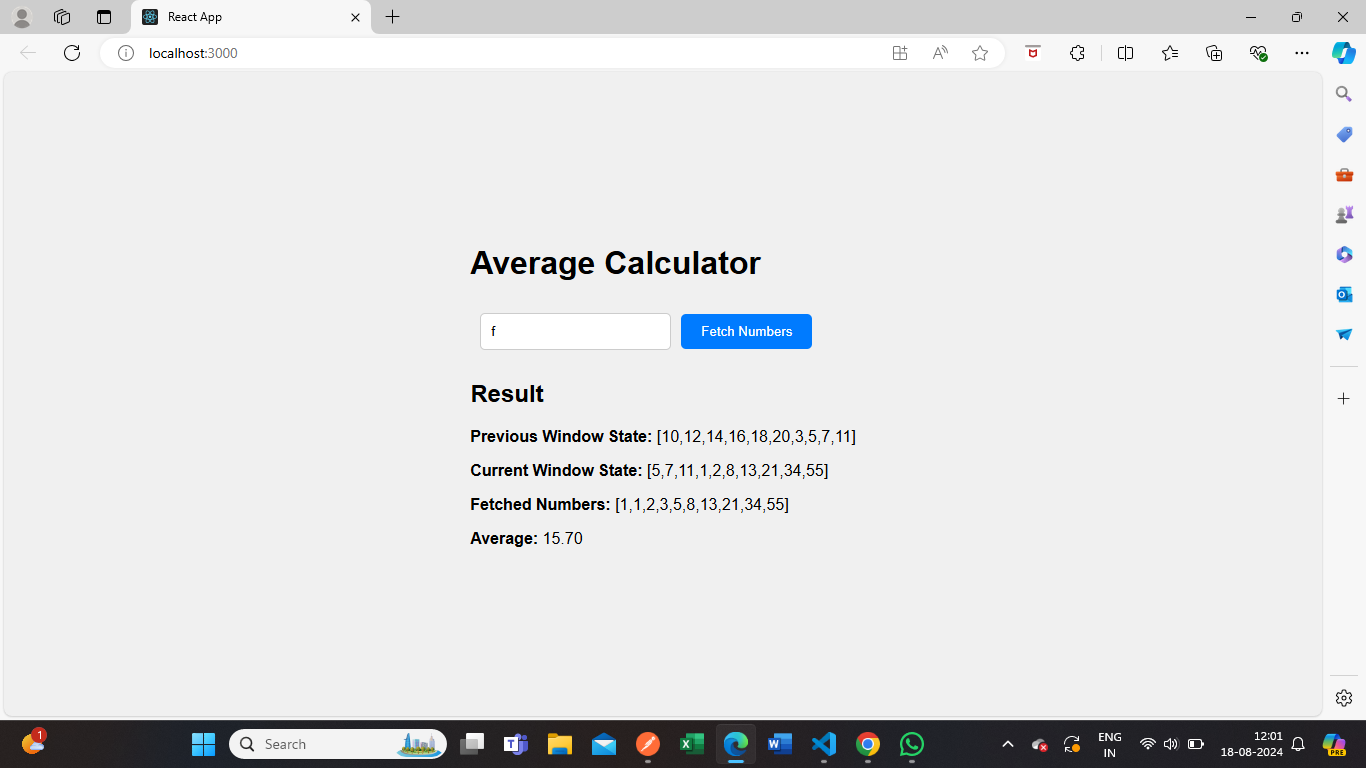 React App
localhost:3000
Average Calculator
f
Fetch Numbers
Result
Previous Window State: [10,12,14,16,18,20,3,5,7,11]
Current Window State: [5,7,11,1,2,8,13,21,34,55]
Fetched Numbers: [1,1,2,3,5,8,13,21,34,55]
Average: 15.70
1
Search
ENG
IN
12:01
18-08-2024
PRE